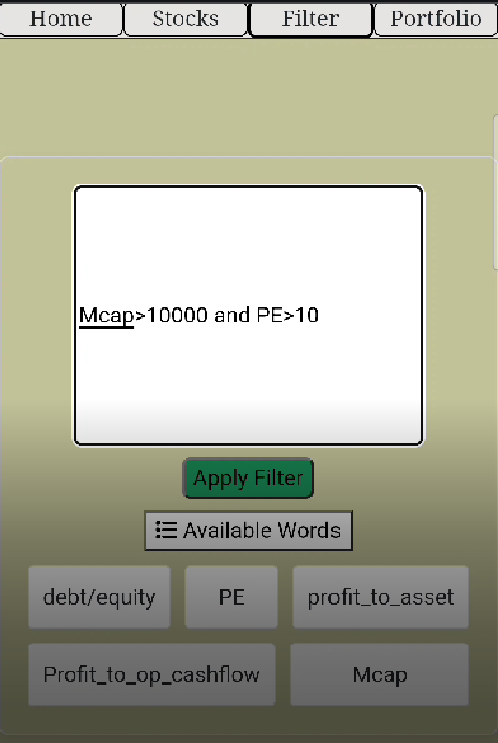 Home Stocks Filter Portfolio
Mcap>10000 and PE>10
Apply Filter
Available Words
debt/equity PE profit_to_asset
Profit_to_op_cashflow Mcap